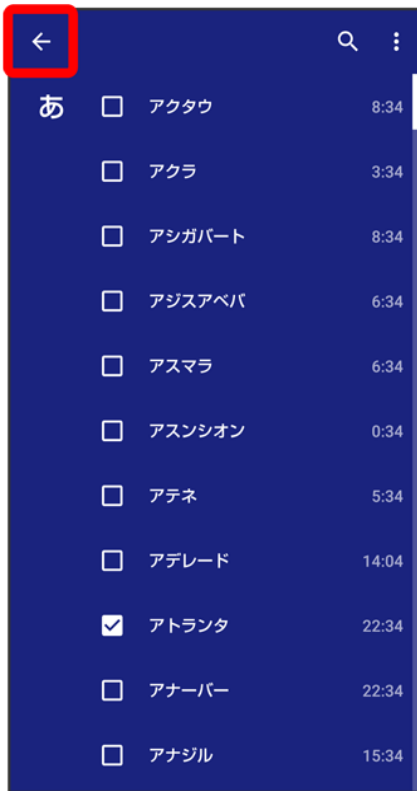 あ アクタウ 8:34
アクラ 3:34
アシガバート 8:34
アジスアベバ 6:34
アスマラ 6:34
アスンシオン 0:34
アテネ 5:34
アデレード 14:04
アトランタ 22:34
アナーバー 22:34
アナジル 15:34